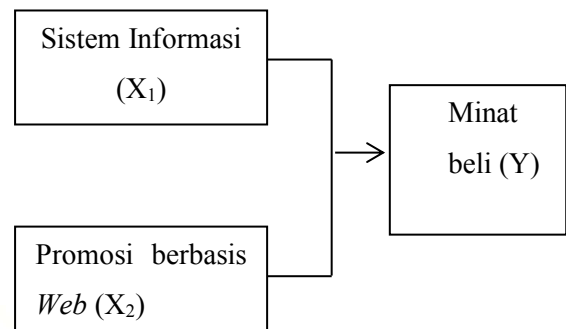 Sistem Informasi
(X₁)
Minat
beli (Y)
Promosi berbasis
Web (X₂)